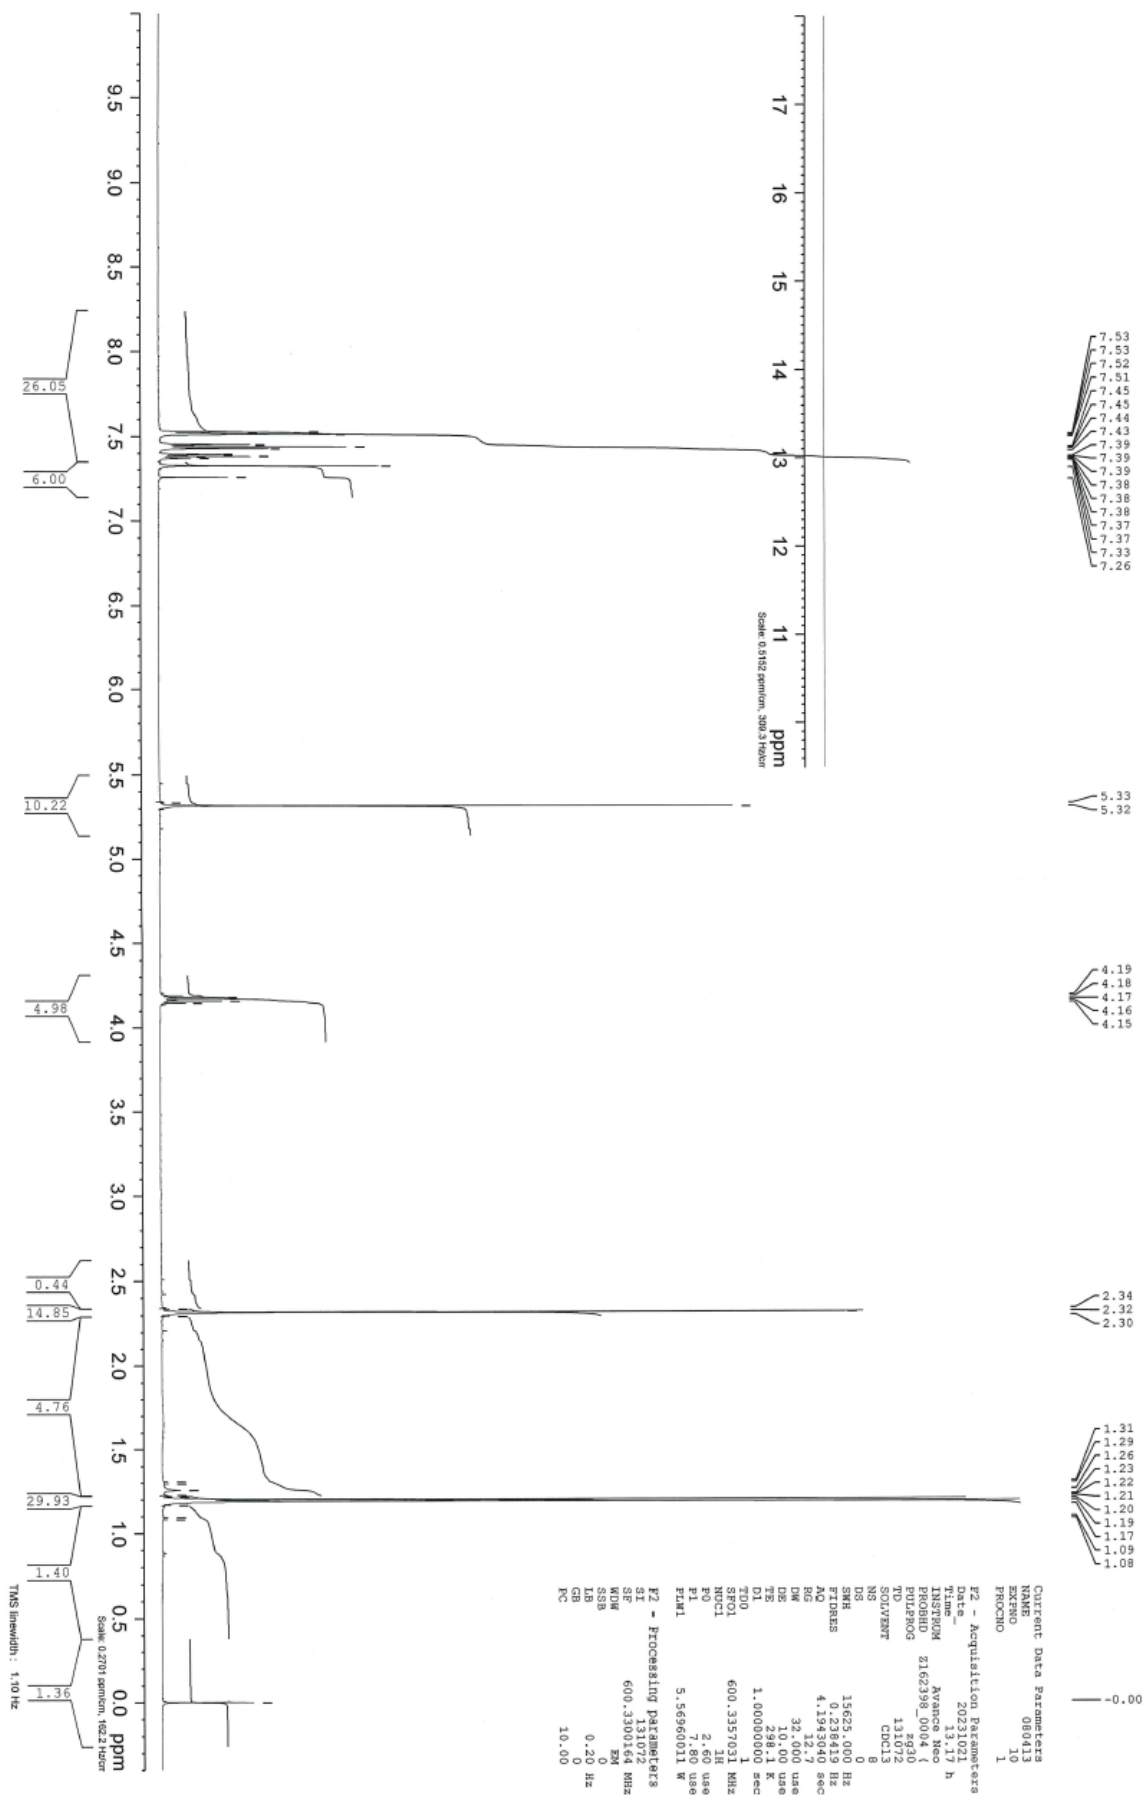 Current Data Parameters
NAME 080413
EXPNO 10
PROCNO 1
F2 - Acquisition Parameters
Date_ 20231021
Time_ 13.17 h
INSTRUM Avance Neo
PROBHD Z162398_0004 (
PULPROG zg30
TD 131072
SOLVENT CDCl3
NS 8
DS 0
SWH 15625.000 Hz
FIDRES 0.238419 Hz
AQ 4.1943040 sec
RG 12.7
DW 32.000 use
DE 10.00 use
TE 298.1 K
D1 1.00000000 sec
TD0 1
SFO1 600.3357031 MHz
NUC1 1H
P0 2.60 use
P1 7.80 use
PLW1 5.56960011 W
F2 - Processing parameters
SI 131072
SF 600.3300164 MHz
WDW EM
SSB 0
LB 0.20 Hz
GB 0
PC 10.00
7.53
7.53
7.52
7.51
7.45
7.45
7.44
7.43
7.39
7.39
7.39
7.38
7.38
7.38
7.37
7.37
7.33
7.26
5.33
5.32
4.19
4.18
4.17
4.16
4.15
2.34
2.32
2.30
1.31
1.29
1.26
1.23
1.22
1.21
1.20
1.19
1.17
1.09
1.08
-0.00
17 16 15 14 13 12 11 ppm
Scale: 0.5152 ppm/cm, 309.3 Hz/cm
9.5 9.0 8.5 8.0 7.5 7.0 6.5 6.0 5.5 5.0 4.5 4.0 3.5 3.0 2.5 2.0 1.5 1.0 0.5 0.0 ppm
Scale: 0.2701 ppm/cm, 162.2 Hz/cm
26.05
6.00
10.22
4.98
0.44
14.85
4.76
29.93
1.40
1.36
TMS linewidth : 1.10 Hz